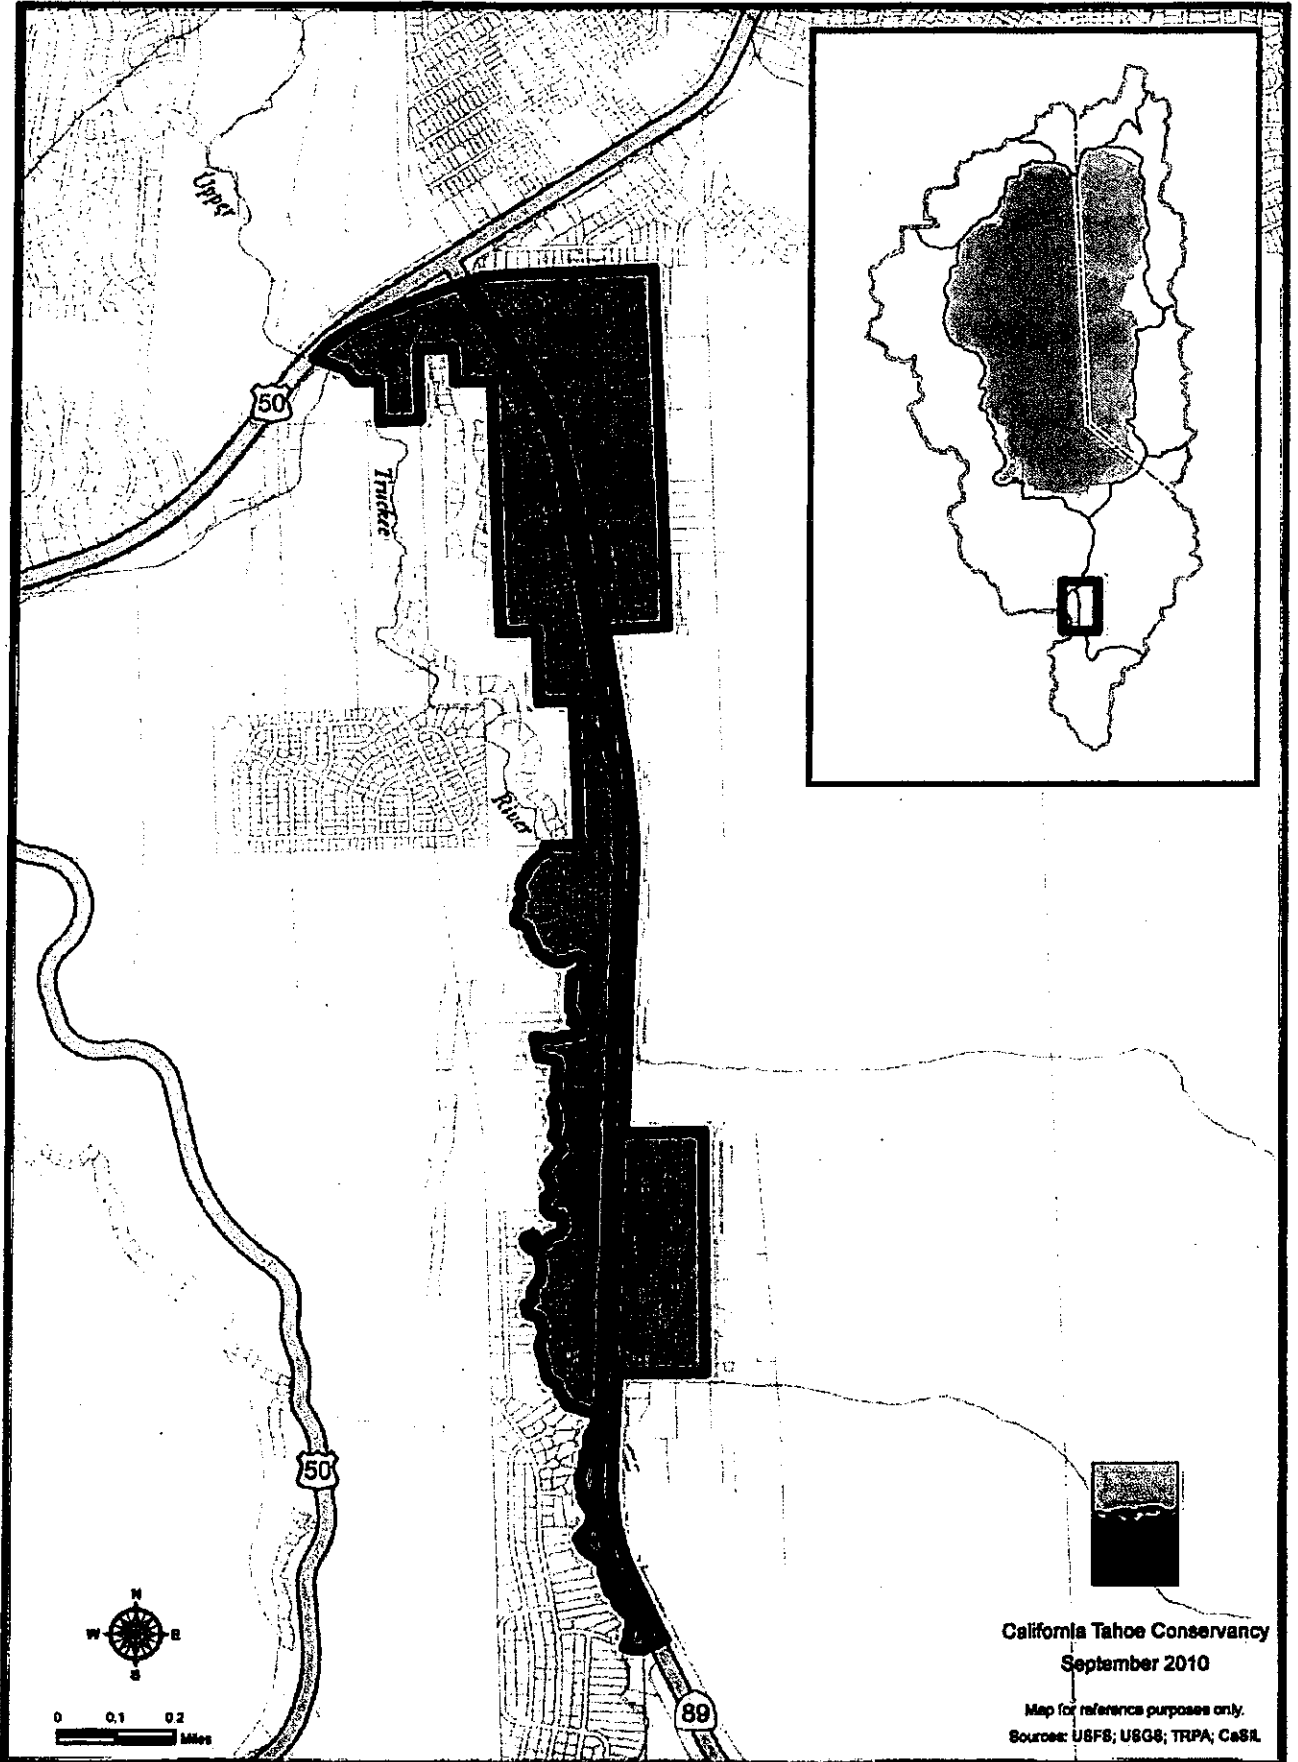 Upper
50
Truckee
River
50
N
W E
S
0 0.1 0.2
Miles
89
California Tahoe Conservancy
September 2010
Map for reference purposes only.
Sources: USFS; USGS; TRPA; CaSIL